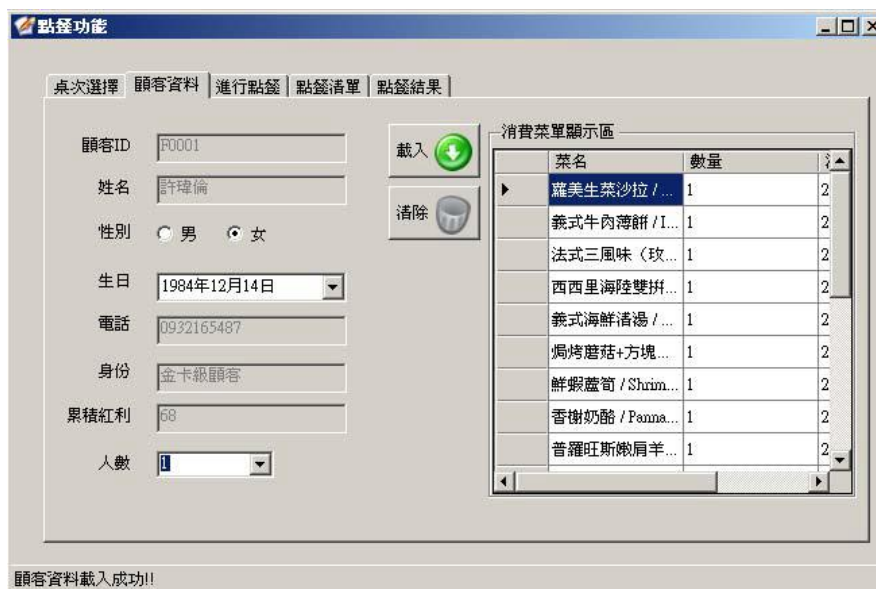 點餐功能
桌次選擇 顧客資料 進行點餐 點餐清單 點餐結果
顧客ID F0001
姓名 許瑋倫
性別 男 女
生日 1984年12月14日
電話 0932165487
身份 金卡級顧客
累積紅利 68
人數 1
載入
清除
消費菜單顯示區
菜名 數量
蘿美生菜沙拉 / ... 1 2
義式牛肉薄餅 / I... 1 2
法式三風味（玫... 1 2
西西里海陸雙拼... 1 2
義式海鮮清湯 / ... 1 2
焗烤蘑菇+方塊... 1 2
鮮蝦蘆筍 / Shrim... 1 2
香榭奶酪 / Panna... 1 2
普羅旺斯嫩肩羊... 1 2
顧客資料載入成功!!